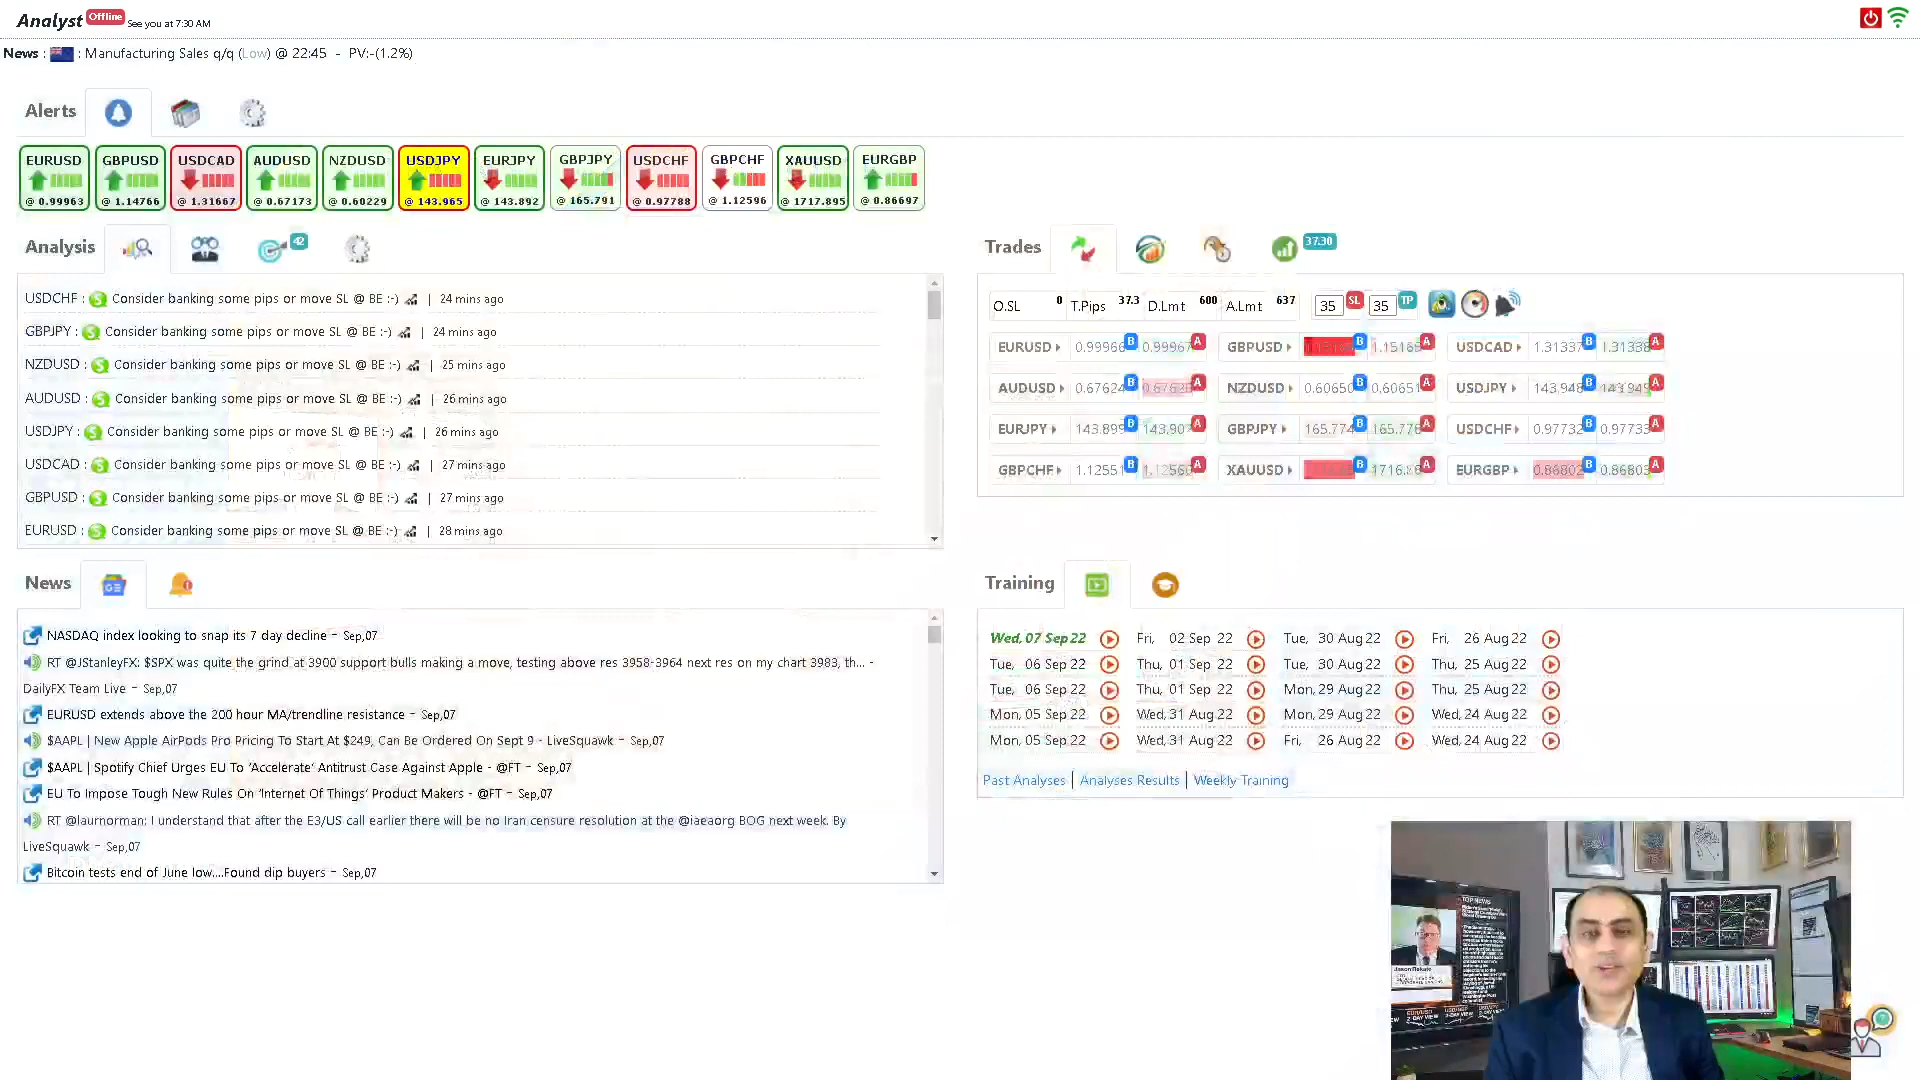 Analyst Offline See you at 7:30 AM
News : : Manufacturing Sales q/q (Low) @ 22:45 - PV:-(1.2%)
Alerts
EURUSD GBPUSD USDCAD AUDUSD NZDUSD USDJPY EURJPY GBPJPY USDCHF GBPCHF XAUUSD EURGBP
@ 0.99963 @ 1.14766 @ 1.31667 @ 0.67173 @ 0.60229 @ 143.965 @ 143.892 @ 165.791 @ 0.97788 @ 1.12596 @ 1717.895 @ 0.86697
Analysis 42
USDCHF : Consider banking some pips or move SL @ BE :-) | 24 mins ago
GBPJPY : Consider banking some pips or move SL @ BE :-) | 24 mins ago
NZDUSD : Consider banking some pips or move SL @ BE :-) | 25 mins ago
AUDUSD : Consider banking some pips or move SL @ BE :-) | 26 mins ago
USDJPY : Consider banking some pips or move SL @ BE :-) | 26 mins ago
USDCAD : Consider banking some pips or move SL @ BE :-) | 27 mins ago
GBPUSD : Consider banking some pips or move SL @ BE :-) | 27 mins ago
EURUSD : Consider banking some pips or move SL @ BE :-) | 28 mins ago
Trades 37.30
O.SL 0 T.Pips 37.3 D.Lmt 600 A.Lmt 637 35 SL 35 TP
EURUSD 0.99966 B 0.99967 A GBPUSD B 1.15165 A USDCAD 1.31337 B 1.31338 A
AUDUSD 0.67624 B A NZDUSD 0.60650 B 0.60651 A USDJPY 143.948 B 143.949 A
EURJPY 143.899 B 143.907 A GBPJPY 165.774 B 165.778 A USDCHF 0.97732 B 0.97733 A
GBPCHF 1.12551 B 1.12560 A XAUUSD B 1716.88 A EURGBP 0.86802 B 0.86803 A
News
NASDAQ index looking to snap its 7 day decline – Sep,07
RT @JStanleyFX: $SPX was quite the grind at 3900 support bulls making a move, testing above res 3958-3964 next res on my chart 3983, th... -
DailyFX Team Live – Sep,07
EURUSD extends above the 200 hour MA/trendline resistance – Sep,07
$AAPL | New Apple AirPods Pro Pricing To Start At $249, Can Be Ordered On Sept 9 - LiveSquawk – Sep,07
$AAPL | Spotify Chief Urges EU To ‘Accelerate’ Antitrust Case Against Apple - @FT – Sep,07
EU To Impose Tough New Rules On ‘Internet Of Things’ Product Makers - @FT – Sep,07
RT @laurnorman: I understand that after the E3/US call earlier there will be no Iran censure resolution at the @iaeaorg BOG next week. By
LiveSquawk – Sep,07
Bitcoin tests end of June low....Found dip buyers – Sep,07
Training
Wed, 07 Sep 22 Fri, 02 Sep 22 Tue, 30 Aug 22 Fri, 26 Aug 22
Tue, 06 Sep 22 Thu, 01 Sep 22 Tue, 30 Aug 22 Thu, 25 Aug 22
Tue, 06 Sep 22 Thu, 01 Sep 22 Mon, 29 Aug 22 Thu, 25 Aug 22
Mon, 05 Sep 22 Wed, 31 Aug 22 Mon, 29 Aug 22 Wed, 24 Aug 22
Mon, 05 Sep 22 Wed, 31 Aug 22 Fri, 26 Aug 22 Wed, 24 Aug 22
Past Analyses | Analyses Results | Weekly Training
TOP NEWS